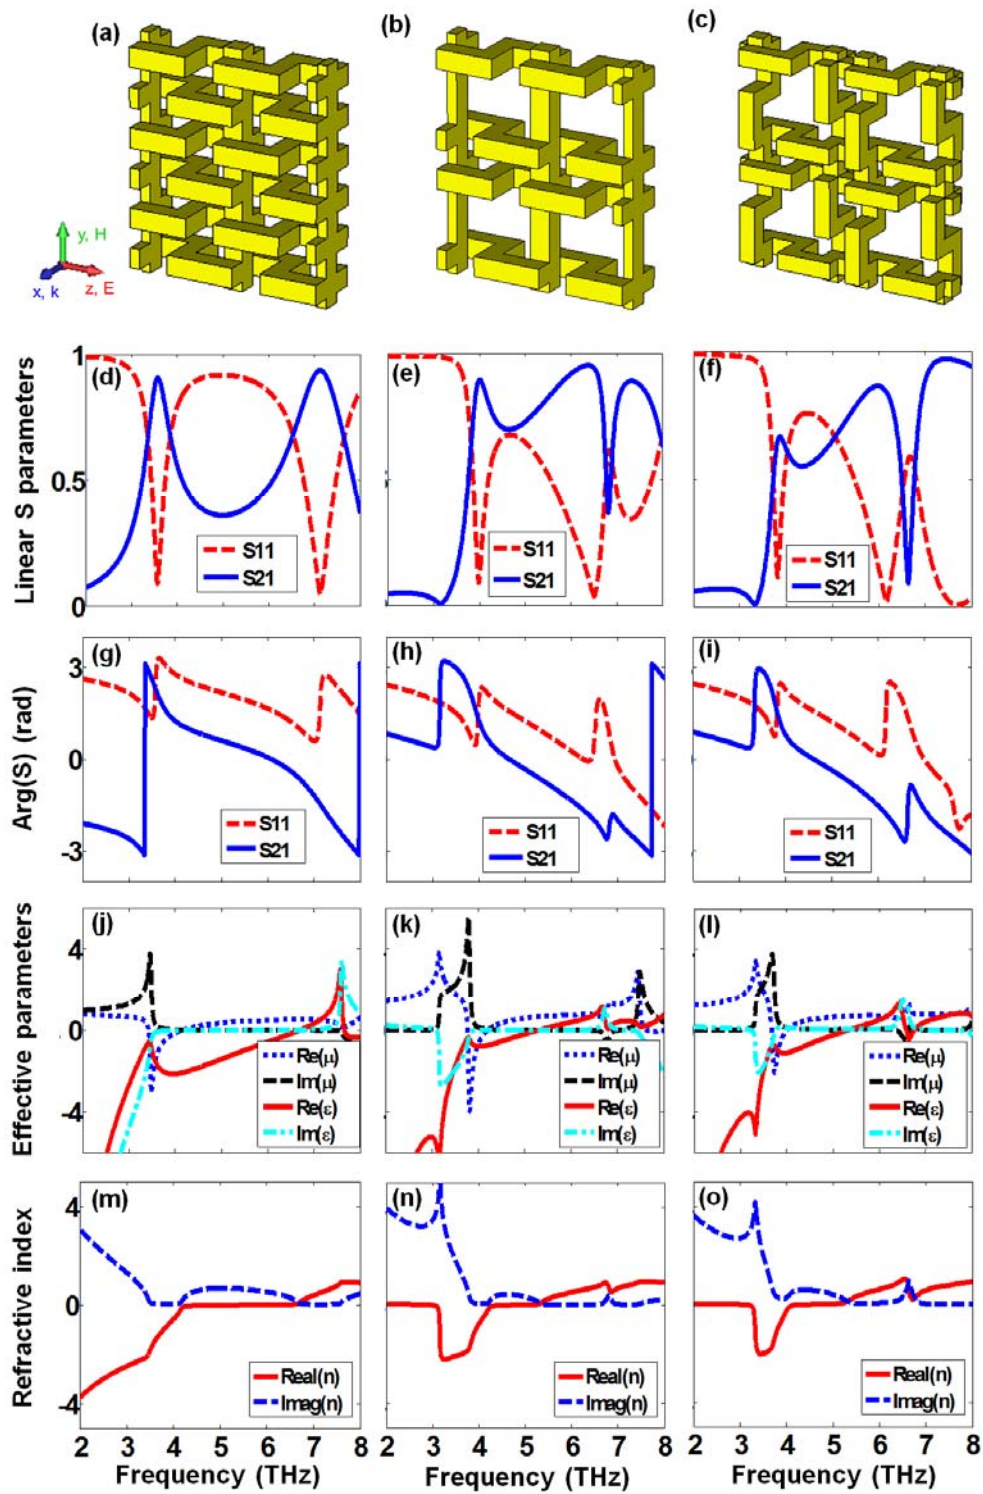 (a) (b) (c)
y, H
x, k z, E
Linear S parameters
1 0.5 0
(d) (e) (f)
S11 S11 S11
S21 S21 S21
Arg(S) (rad)
3 0 -3
(g) (h) (i)
S11 S11 S11
S21 S21 S21
Effective parameters
4 0 -4
(j) (k) (l)
Re(μ) Re(μ) Re(μ)
Im(μ) Im(μ) Im(μ)
Re(ε) Re(ε) Re(ε)
Im(ε) Im(ε) Im(ε)
Refractive index
4 0 -4
(m) (n) (o)
Real(n) Real(n) Real(n)
Imag(n) Imag(n) Imag(n)
2 3 4 5 6 7 8 2 3 4 5 6 7 8 2 3 4 5 6 7 8
Frequency (THz) Frequency (THz) Frequency (THz)